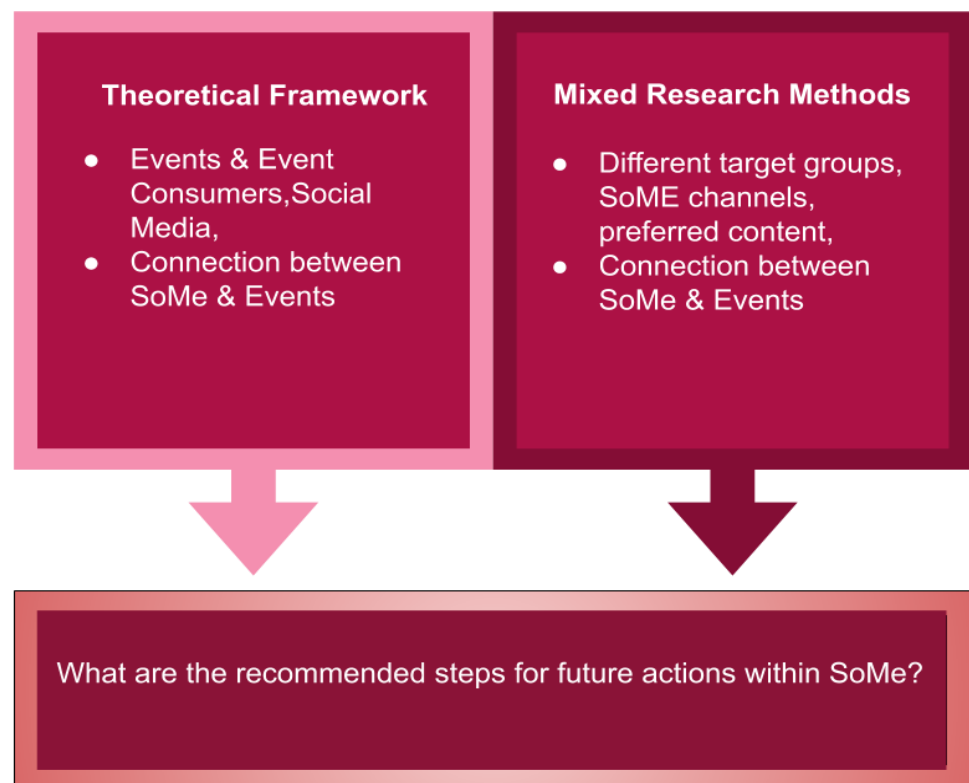 Theoretical Framework
● Events & Event
Consumers,Social
Media,
● Connection between
SoMe & Events
Mixed Research Methods
● Different target groups,
SoME channels,
preferred content,
● Connection between
SoMe & Events
What are the recommended steps for future actions within SoMe?